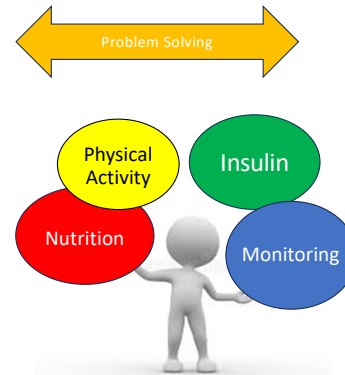 Problem Solving
Physical
Activity
Insulin
Nutrition
Monitoring